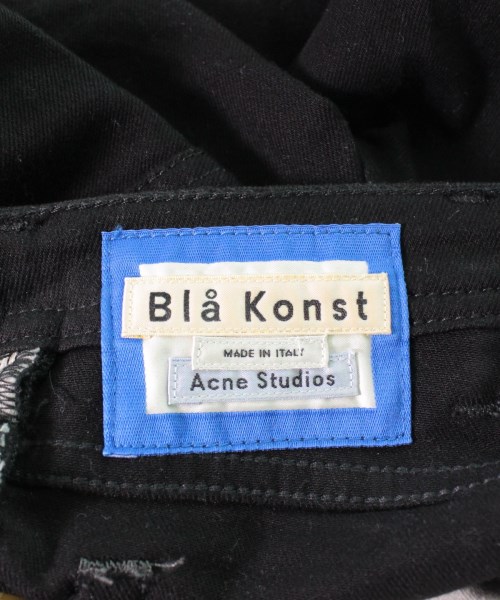 Blå Konst
MADE IN ITALY
Acne Studios